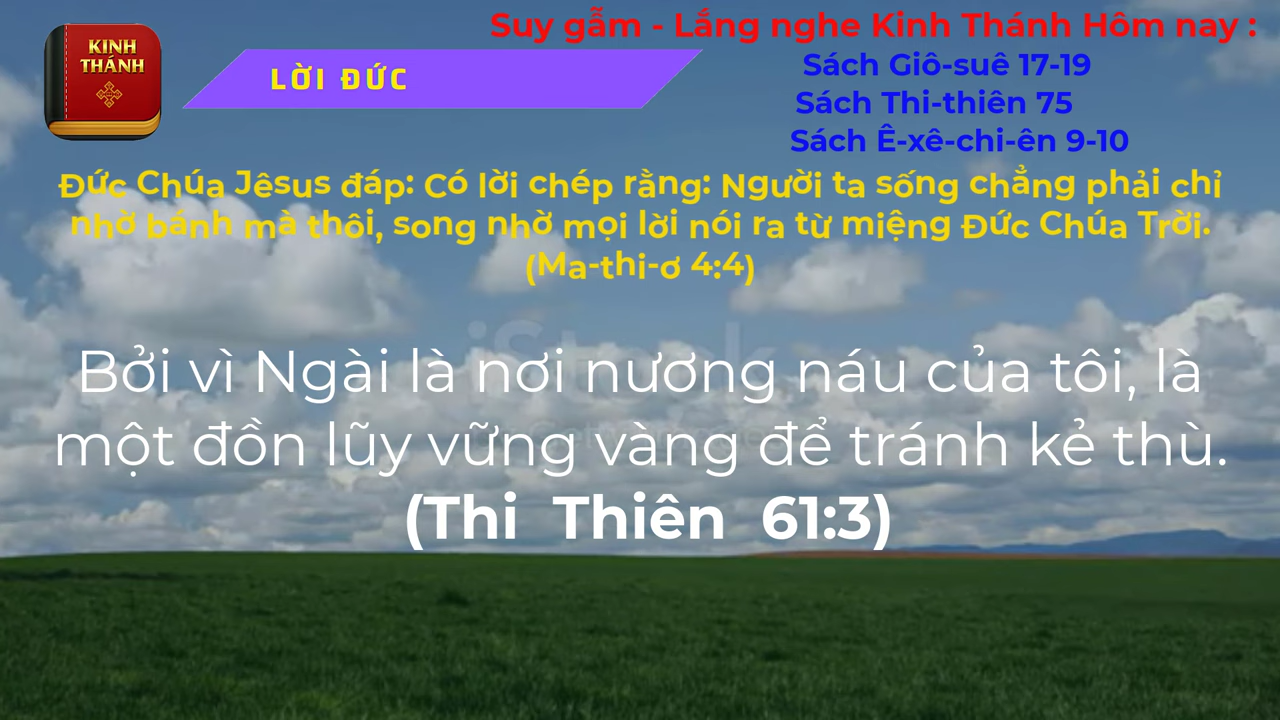 Suy gẫm - Lắng nghe Kinh Thánh Hôm nay :
KINH
THÁNH
LỜI ĐỨC
Sách Giô-suê 17-19
Sách Thi-thiên 75
Sách Ê-xê-chi-ên 9-10
Đức Chúa Jêsus đáp: Có lời chép rằng: Người ta sống chẳng phải chỉ
nhờ bánh mà thôi, song nhờ mọi lời nói ra từ miệng Đức Chúa Trời.
(Ma-thi-ơ 4:4)
iStock
Bởi vì Ngài là nơi nương náu của tôi, là
một đồn lũy vững vàng để tránh kẻ thù.
(Thi Thiên 61:3)